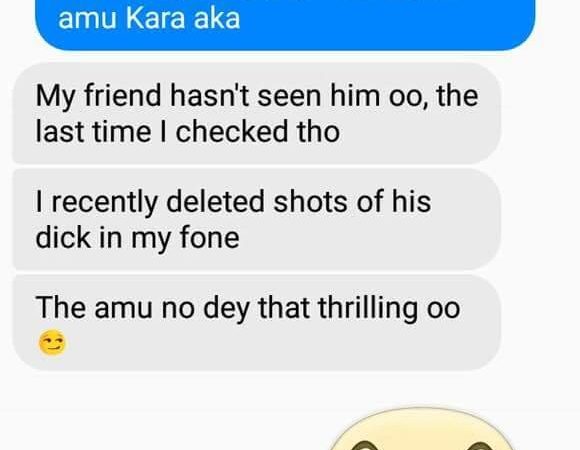 amu Kara aka
My friend hasn't seen him oo, the
last time I checked tho
I recently deleted shots of his
dick in my fone
The amu no dey that thrilling oo
😏